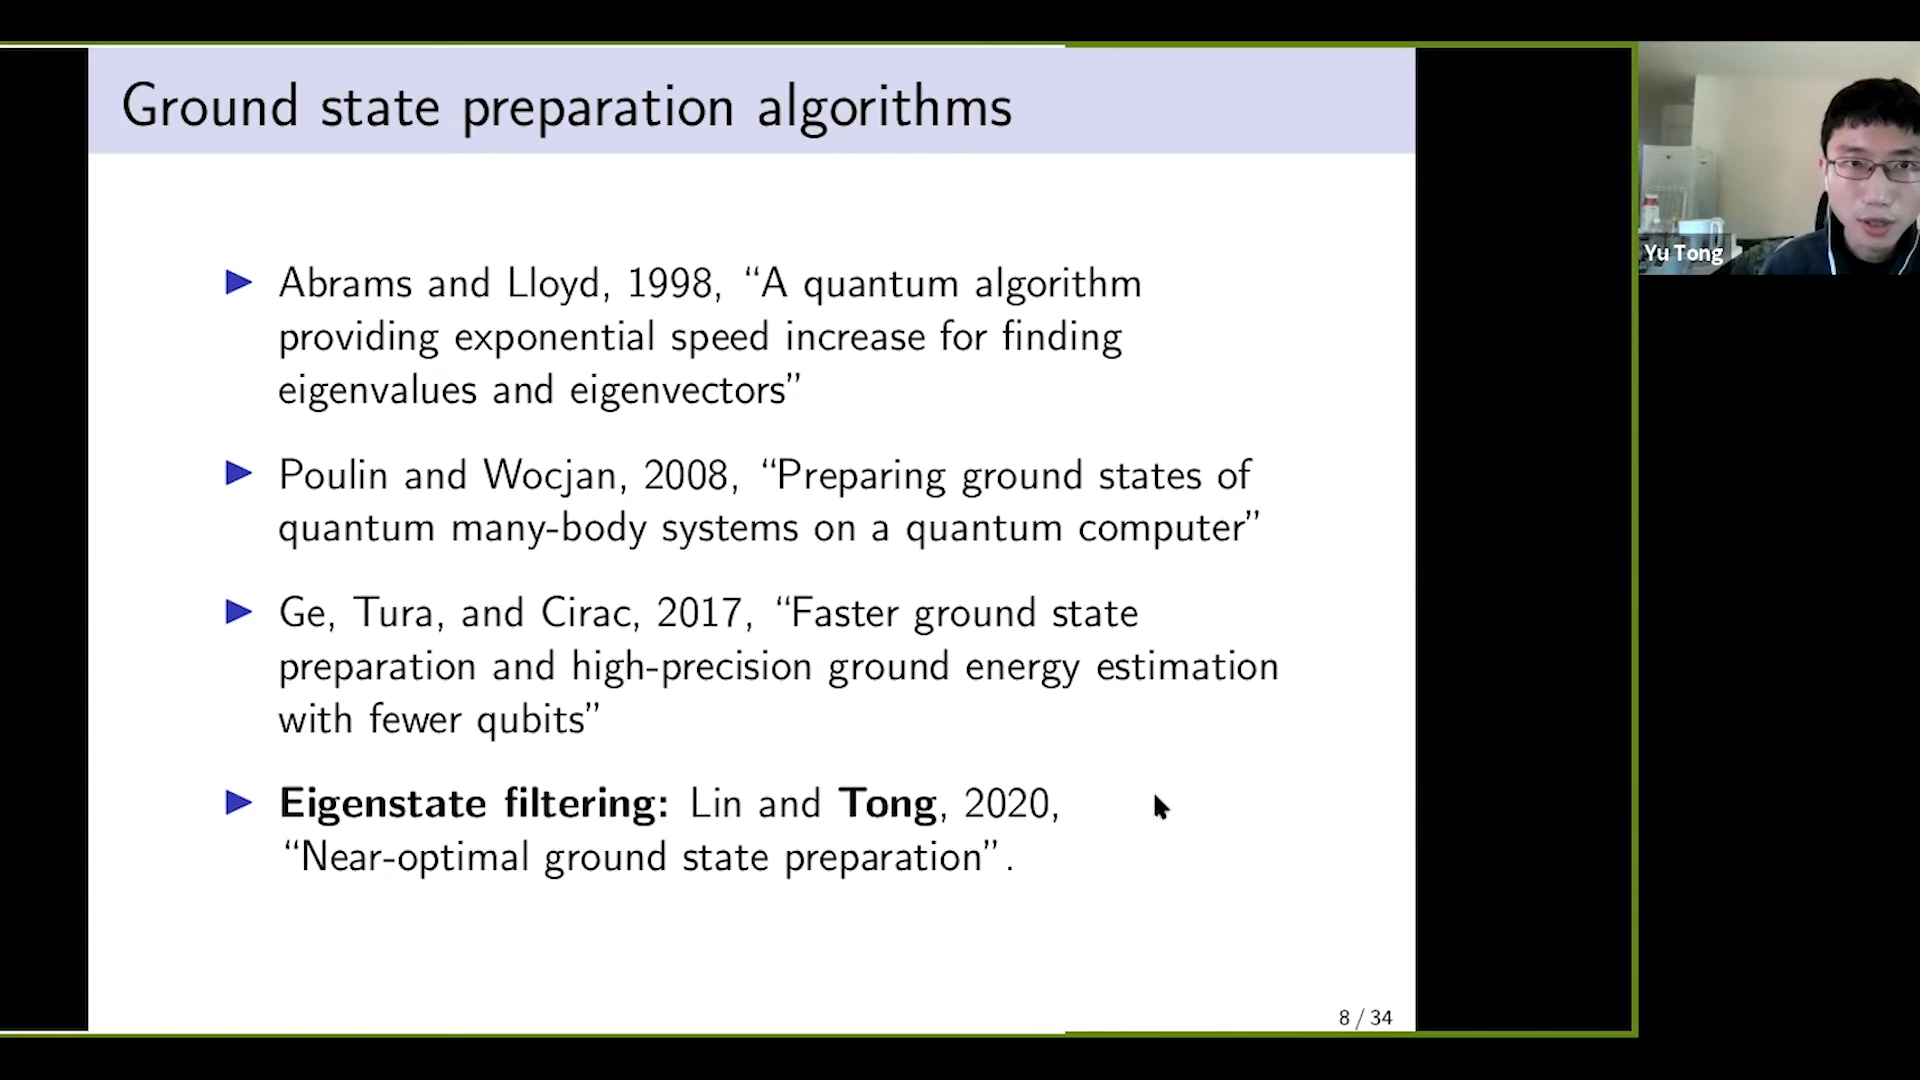 Ground state preparation algorithms
Abrams and Lloyd, 1998, “A quantum algorithm
providing exponential speed increase for finding
eigenvalues and eigenvectors”
Poulin and Wocjan, 2008, “Preparing ground states of
quantum many-body systems on a quantum computer”
Ge, Tura, and Cirac, 2017, “Faster ground state
preparation and high-precision ground energy estimation
with fewer qubits”
Eigenstate filtering: Lin and Tong, 2020,
“Near-optimal ground state preparation”.
8 / 34
Yu Tong